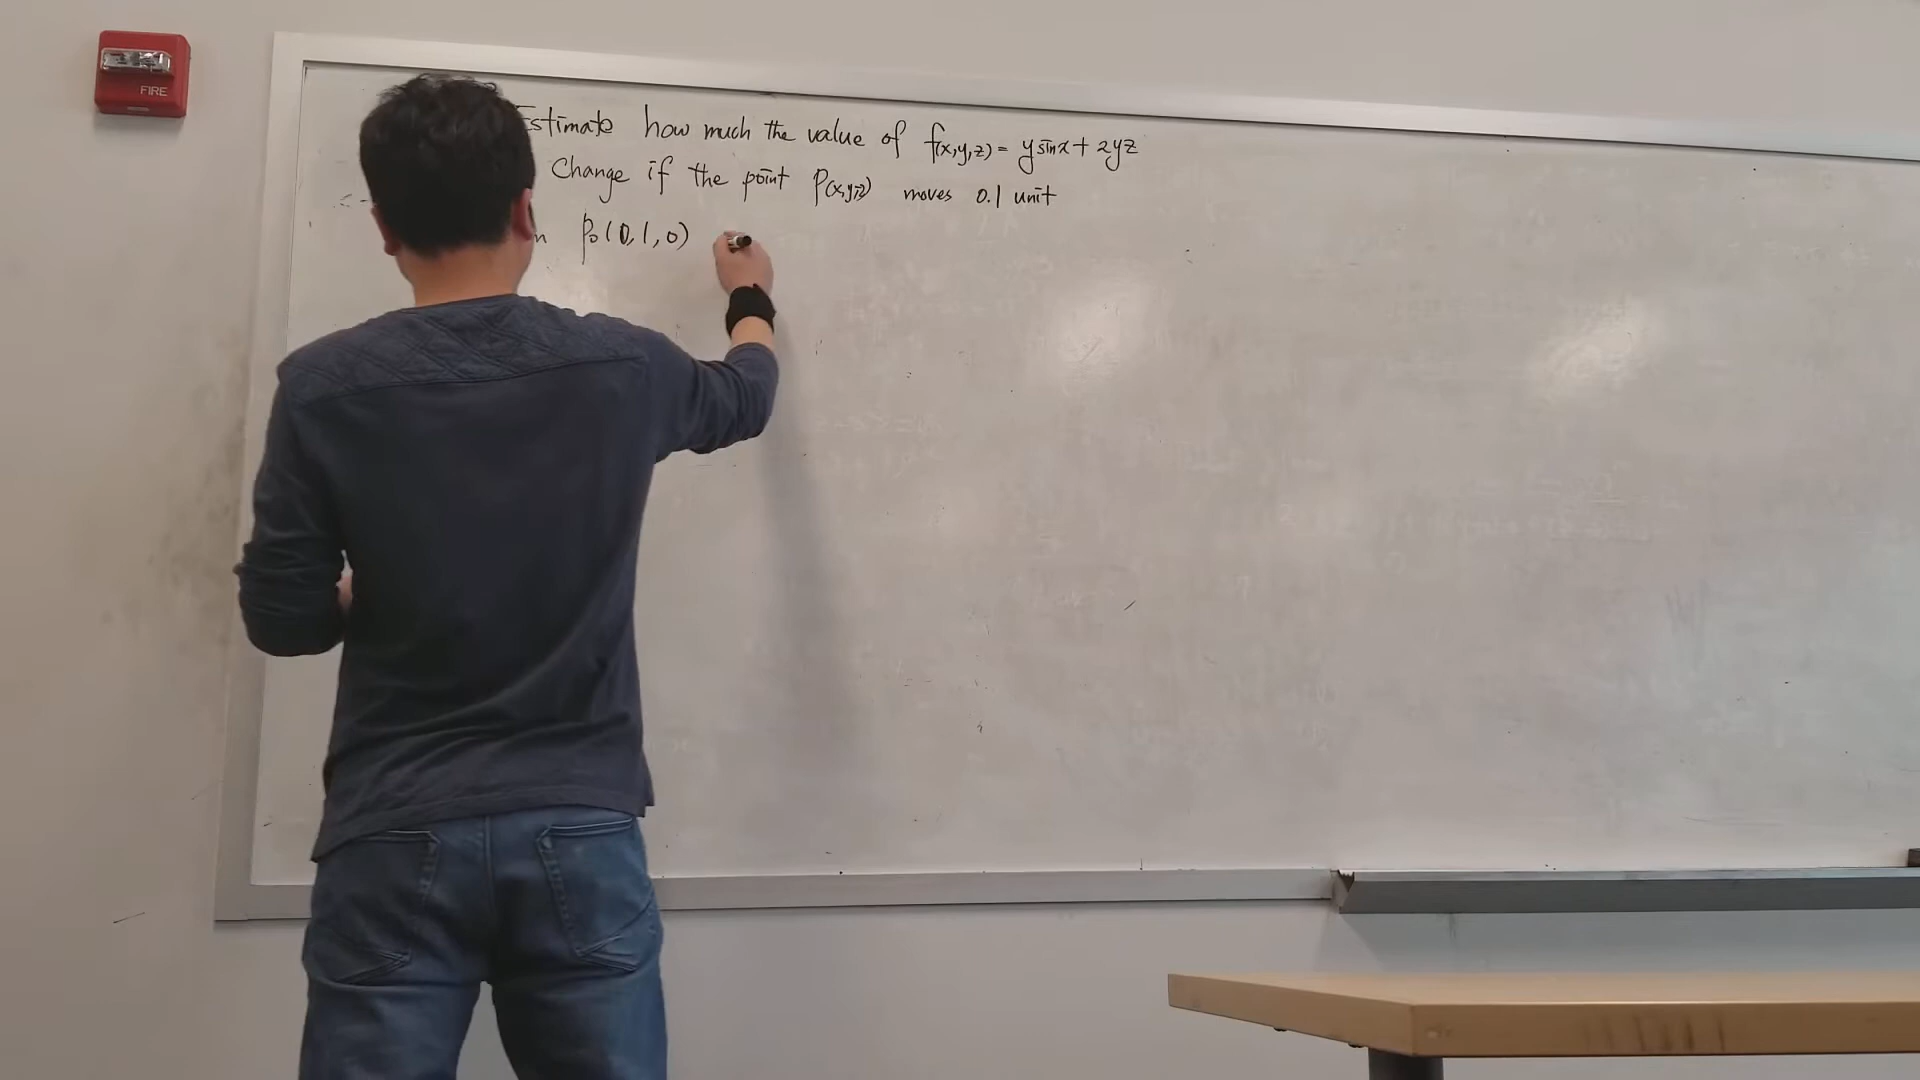 FIRE
Estimate how much the value of f(x,y,z) = y sin x + 2yz
Change if the point P(x,y,z) moves 0.1 unit
P₀(0,1,0)